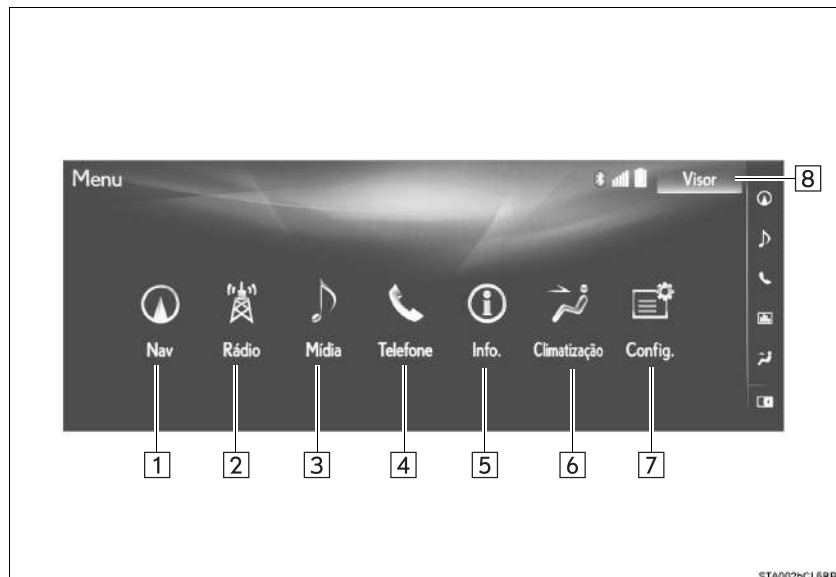 Menu
Visor
8
Nav
Rádio
Mídia
Telefone
Info.
Climatização
Config.
1
2
3
4
5
6
7